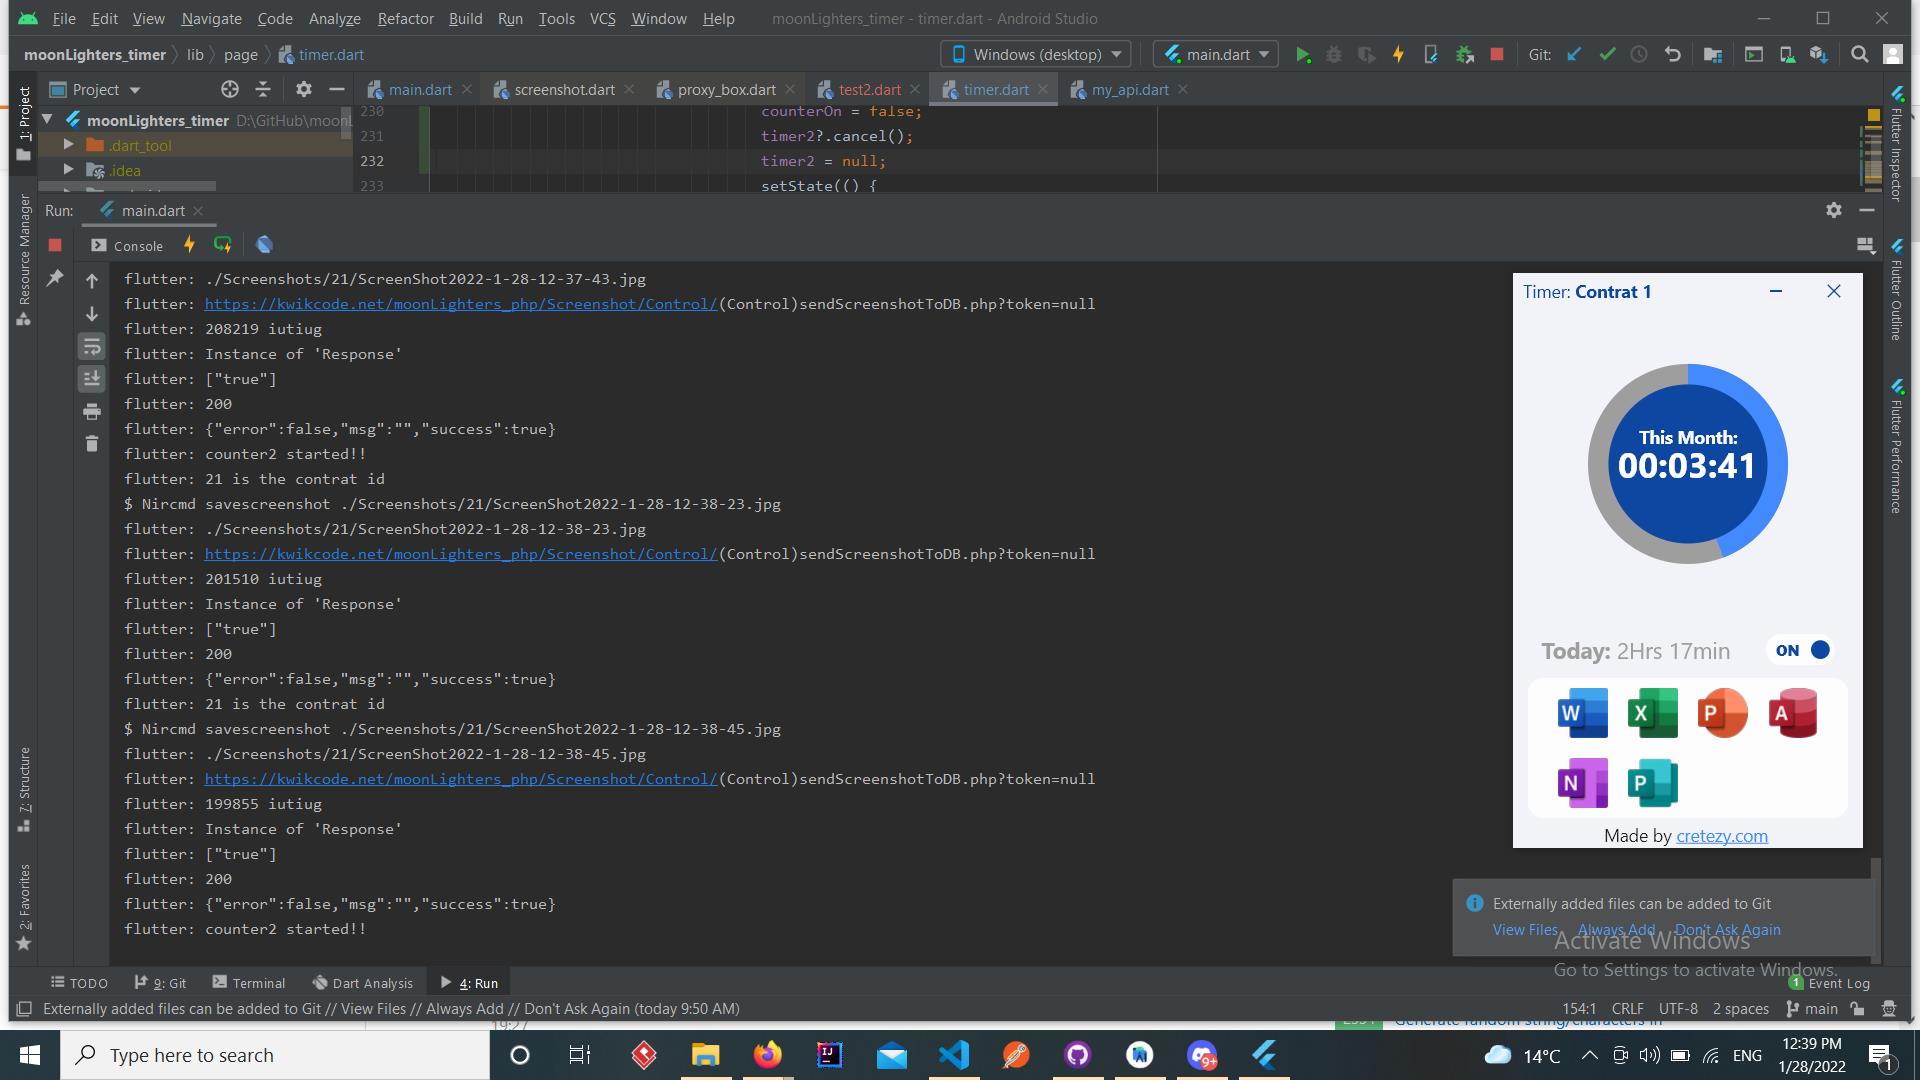 File Edit View Navigate Code Analyze Refactor Build Run Tools VCS Window Help moonLighters_timer - timer.dart - Android Studio
moonLighters_timer lib page timer.dart Windows (desktop) main.dart Git:
Project main.dart screenshot.dart proxy_box.dart test2.dart timer.dart my_api.dart
1: Project
Resource Manager
7: Structure
2: Favorites
Flutter Inspector
Flutter Outline
Flutter Performance
moonLighters_timer D:\GitHub\moonL
.dart_tool
.idea
230 counterOn = false;
231 timer2?.cancel();
232 timer2 = null;
233 setState(() {
Run: main.dart
Console
flutter: ./Screenshots/21/ScreenShot2022-1-28-12-37-43.jpg
flutter: https://kwikcode.net/moonLighters_php/Screenshot/Control/(Control)sendScreenshotToDB.php?token=null
flutter: 208219 iutiug
flutter: Instance of 'Response'
flutter: ["true"]
flutter: 200
flutter: {"error":false,"msg":"","success":true}
flutter: counter2 started!!
flutter: 21 is the contrat id
$ Nircmd savescreenshot ./Screenshots/21/ScreenShot2022-1-28-12-38-23.jpg
flutter: ./Screenshots/21/ScreenShot2022-1-28-12-38-23.jpg
flutter: https://kwikcode.net/moonLighters_php/Screenshot/Control/(Control)sendScreenshotToDB.php?token=null
flutter: 201510 iutiug
flutter: Instance of 'Response'
flutter: ["true"]
flutter: 200
flutter: {"error":false,"msg":"","success":true}
flutter: 21 is the contrat id
$ Nircmd savescreenshot ./Screenshots/21/ScreenShot2022-1-28-12-38-45.jpg
flutter: ./Screenshots/21/ScreenShot2022-1-28-12-38-45.jpg
flutter: https://kwikcode.net/moonLighters_php/Screenshot/Control/(Control)sendScreenshotToDB.php?token=null
flutter: 199855 iutiug
flutter: Instance of 'Response'
flutter: ["true"]
flutter: 200
flutter: {"error":false,"msg":"","success":true}
flutter: counter2 started!!
Timer: Contrat 1
This Month:
00:03:41
Today: 2Hrs 17min ON
W X P A
N P
Made by cretezy.com
Externally added files can be added to Git
View Files Always Add Don't Ask Again
Activate Windows
Go to Settings to activate Windows.
TODO 9: Git Terminal Dart Analysis 4: Run 1 Event Log
Externally added files can be added to Git // View Files // Always Add // Don't Ask Again (today 9:50 AM) 154:1 CRLF UTF-8 2 spaces main
19:27
Generate random string/characters in
Type here to search IJ 9+ 14°C ENG 12:39 PM
1/28/2022 1